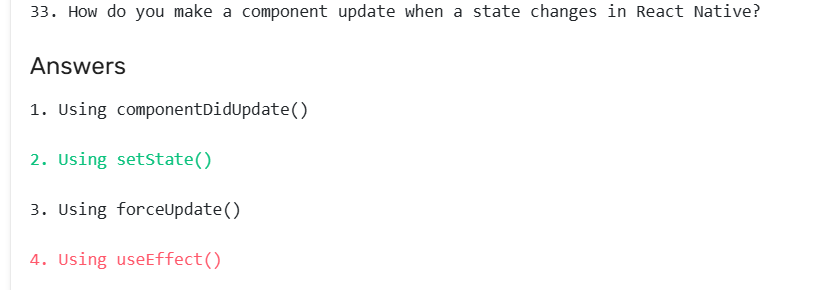 33. How do you make a component update when a state changes in React Native?
Answers
1. Using componentDidUpdate()
2. Using setState()
3. Using forceUpdate()
4. Using useEffect()